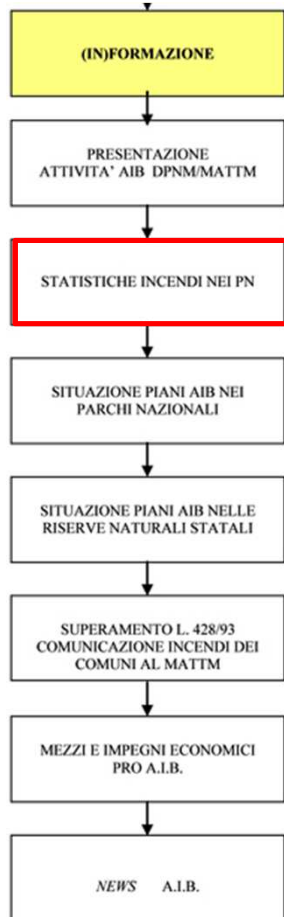 (IN)FORMAZIONE
PRESENTAZIONE
ATTIVITA' AIB DPNM/MATTM
STATISTICHE INCENDI NEI PN
SITUAZIONE PIANI AIB NEI
PARCHI NAZIONALI
SITUAZIONE PIANI AIB NELLE
RISERVE NATURALI STATALI
SUPERAMENTO L. 428/93
COMUNICAZIONE INCENDI DEI
COMUNI AL MATTM
MEZZI E IMPEGNI ECONOMICI
PRO A.I.B.
NEWS A.I.B.